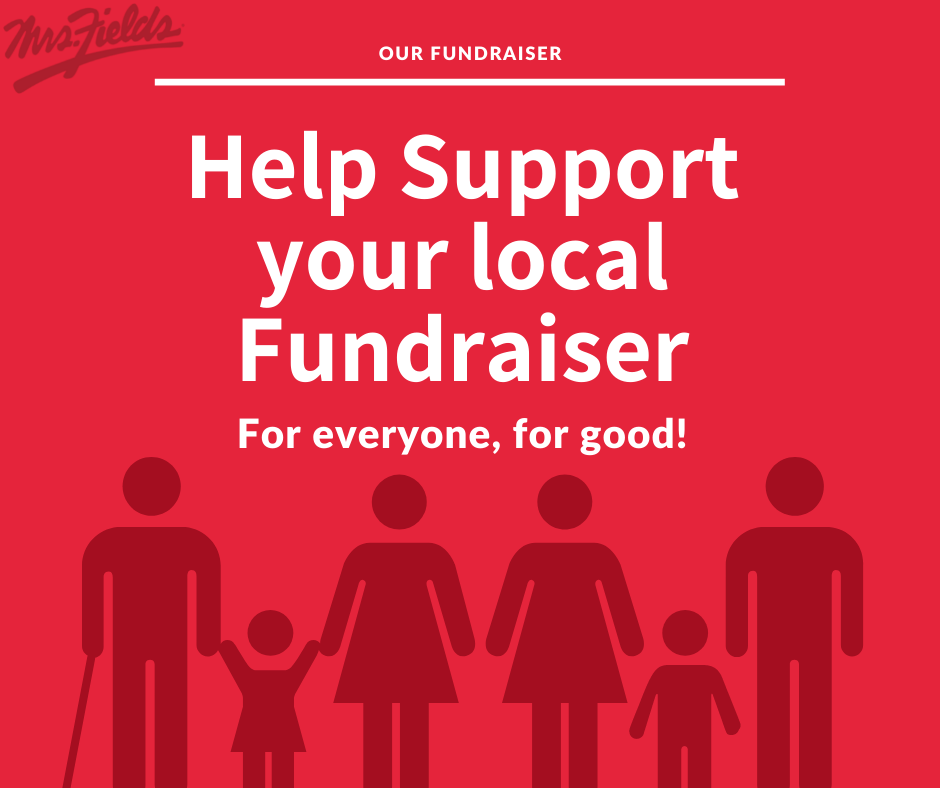 Mrs. Fields
OUR FUNDRAISER
Help Support
your local
Fundraiser
For everyone, for good!